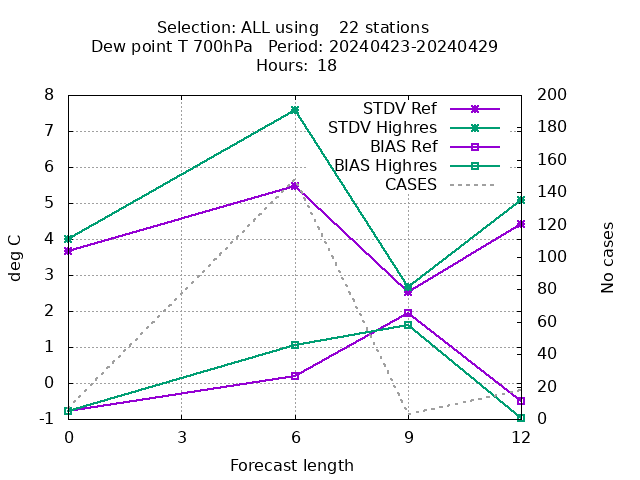 Selection: ALL using    22 stations
Dew point T 700hPa   Period: 20240423-20240429
Hours: 18
STDV Ref
STDV Highres
BIAS Ref
BIAS Highres
CASES
8
7
6
5
4
3
2
1
0
-1
200
180
160
140
120
100
80
60
40
20
0
deg C
No cases
0 3 6 9 12
Forecast length